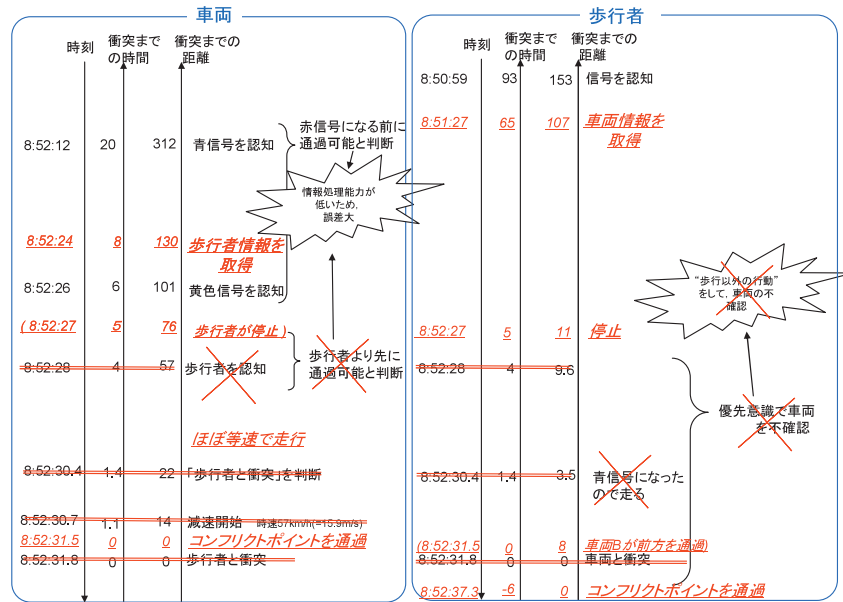 車両
時刻
衝突まで
の時間
衝突までの
距離
8:52:12 20 312 青信号を認知
赤信号になる前に
通過可能と判断
情報処理能力が
低いため,
誤差大
8:52:24 8 130 歩行者情報を
取得
8:52:26 6 101 黄色信号を認知
(8:52:27 5 76 歩行者が停止)
8:52:28 4 57 歩行者を認知
歩行者より先に
通過可能と判断
ほぼ等速で走行
8:52:30.4 1.4 22 「歩行者と衝突」を判断
8:52:30.7 1.1 14 減速開始 時速57km/h(=15.9m/s)
8:52:31.5 0 0 コンフリクトポイントを通過
8:52:31.8 0 0 歩行者と衝突
歩行者
時刻
衝突まで
の時間
衝突までの
距離
8:50:59 93 153 信号を認知
8:51:27 65 107 車両情報を
取得
“歩行以外の行動”
をして, 車両の不
確認
8:52:27 5 11 停止
8:52:28 4 9.6
優先意識で車両
を不確認
8:52:30.4 1.4 3.5 青信号になった
ので走る
(8:52:31.5 0 8 車両Bが前方を通過)
8:52:31.8 0 0 車両と衝突
8:52:37.3 -6 0 コンフリクトポイントを通過